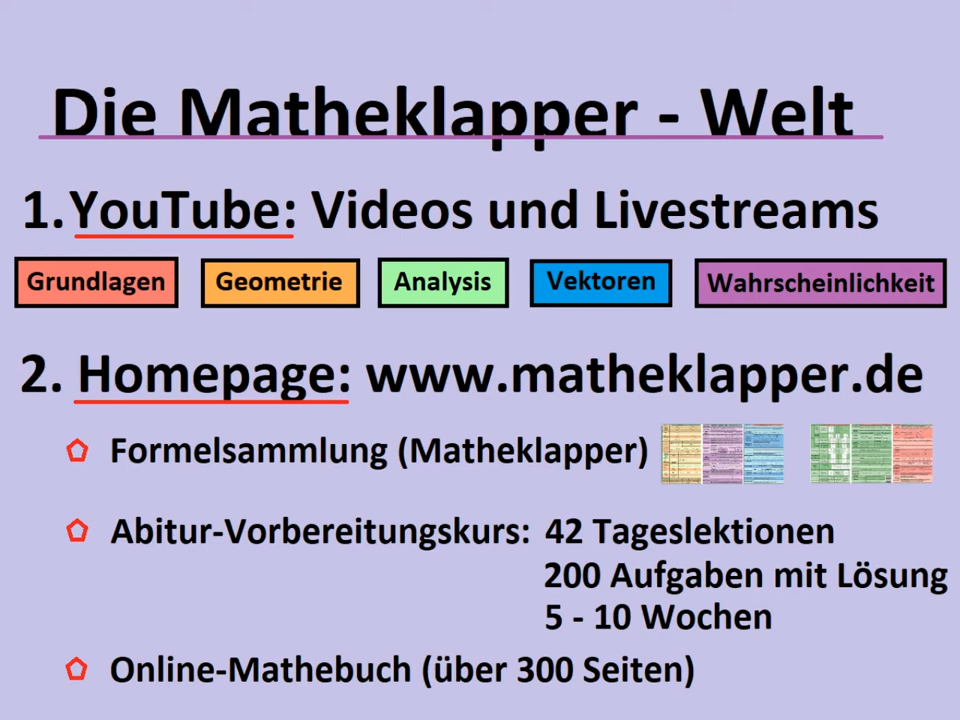 Die Matheklapper - Welt
1. YouTube: Videos und Livestreams
Grundlagen Geometrie Analysis Vektoren Wahrscheinlichkeit
2. Homepage: www.matheklapper.de
Formelsammlung (Matheklapper)
Abitur-Vorbereitungskurs: 42 Tageslektionen
200 Aufgaben mit Lösung
5 - 10 Wochen
Online-Mathebuch (über 300 Seiten)